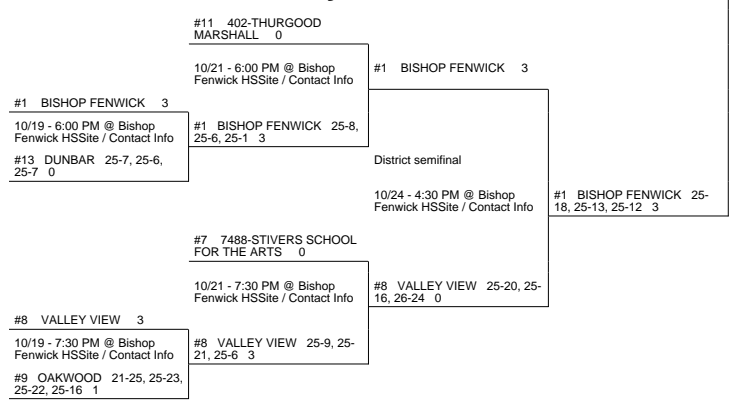 #11 402-THURGOOD
MARSHALL 0
10/21 - 6:00 PM @ Bishop
Fenwick HSSite / Contact Info
#1 BISHOP FENWICK 3
#1 BISHOP FENWICK 3
10/19 - 6:00 PM @ Bishop
Fenwick HSSite / Contact Info
#1 BISHOP FENWICK 25-8,
25-6, 25-1 3
#13 DUNBAR 25-7, 25-6,
25-7 0
District semifinal
10/24 - 4:30 PM @ Bishop
Fenwick HSSite / Contact Info
#1 BISHOP FENWICK 25-
18, 25-13, 25-12 3
#7 7488-STIVERS SCHOOL
FOR THE ARTS 0
10/21 - 7:30 PM @ Bishop
Fenwick HSSite / Contact Info
#8 VALLEY VIEW 25-20, 25-
16, 26-24 0
#8 VALLEY VIEW 3
10/19 - 7:30 PM @ Bishop
Fenwick HSSite / Contact Info
#8 VALLEY VIEW 25-9, 25-
21, 25-6 3
#9 OAKWOOD 21-25, 25-23,
25-22, 25-16 1